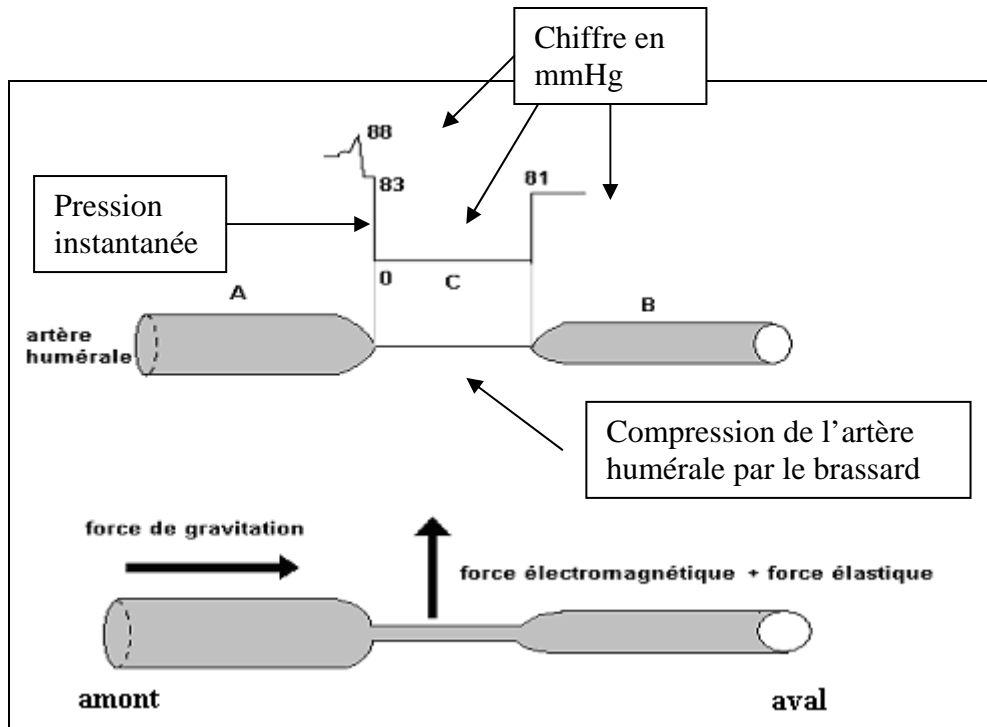 Chiffre en
mmHg
88
83
81
Pression
instantanée
0
C
A
B
artère
humérale
Compression de l’artère
humérale par le brassard
force de gravitation
force électromagnétique + force élastique
amont
aval